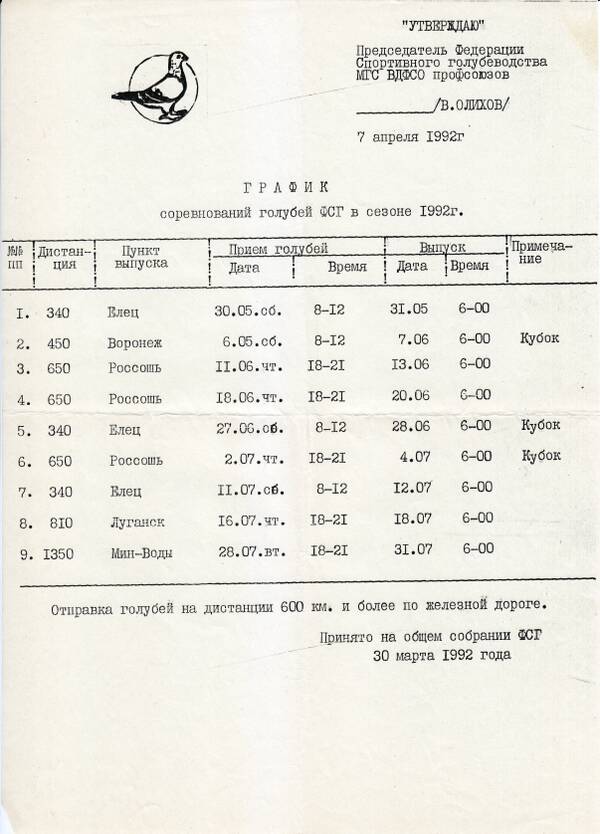 "УТВЕРЖДАЮ"
Председатель Федерации
Спортивного голубеводства
МГС ВДФСО профсоюзов
/В.ОЛИХОВ/
7 апреля 1992г
Г Р А Ф И К
соревнований голубей ФСГ в сезоне 1992г.
№№ Дистан- Пункт Прием голубей Выпуск Примеча-
пп ция выпуска Дата Время Дата Время ние
I. 340 Елец 30.05.сб. 8-I2 3I.05 6-00
2. 450 Воронеж 6.05.сб. 8-I2 7.06 6-00 Кубок
3. 650 Россошь II.06.чт. I8-2I I3.06 6-00
4. 650 Россошь I8.06.чт. I8-2I 20.06 6-00
5. 340 Елец 27.06.сб. 8-I2 28.06 6-00 Кубок
6. 650 Россошь 2.07.чт. I8-2I 4.07 6-00 Кубок
7. 340 Елец II.07.сб. 8-I2 I2.07 6-00
8. 8I0 Луганск I6.07.чт. I8-2I I8.07 6-00
9. I350 Мин-Воды 28.07.вт. I8-2I 3I.07 6-00
Отправка голубей на дистанции 600 км. и более по железной дороге.
Принято на общем собрании ФСГ
30 марта I992 года